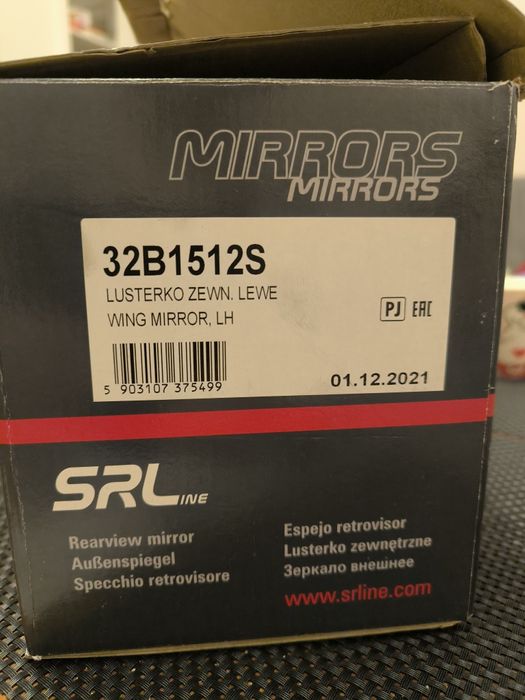 MIRRORS
MIRRORS
32B1512S
LUSTERKO ZEWN. LEWE
WING MIRROR, LH
PJ EAC
5 903107 375499
01.12.2021
SRLINE
Rearview mirror
Außenspiegel
Specchio retrovisore
Espejo retrovisor
Lusterko zewnętrzne
Зеркало внешнее
www.srline.com